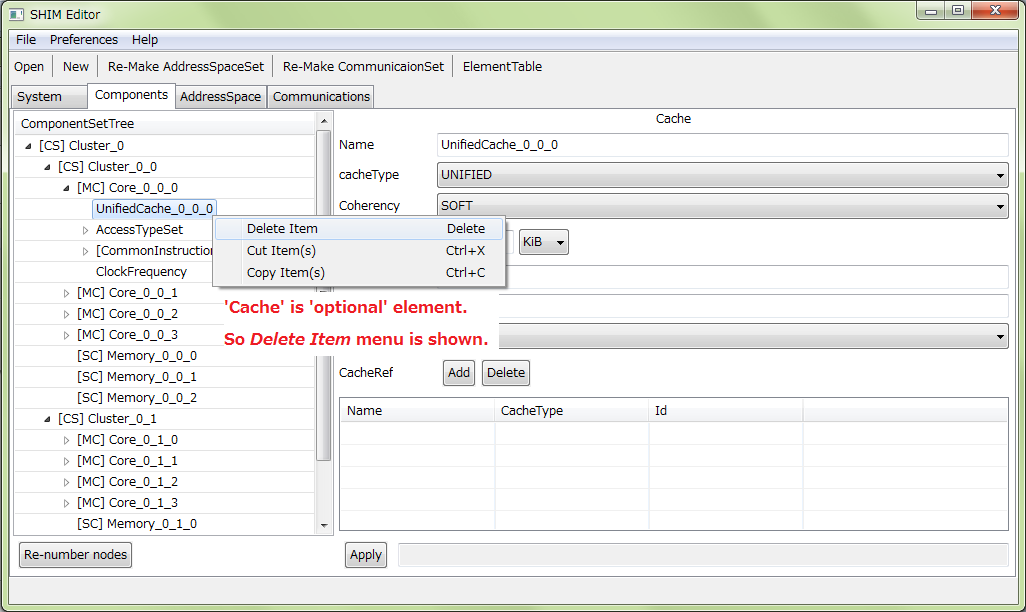 SHIM Editor
File Preferences Help
Open New Re-Make AddressSpaceSet Re-Make CommunicaionSet ElementTable
System Components AddressSpace Communications
ComponentSetTree
[CS] Cluster_0
[CS] Cluster_0_0
[MC] Core_0_0_0
UnifiedCache_0_0_0
AccessTypeSet
[CommonInstruction
ClockFrequency
[MC] Core_0_0_1
[MC] Core_0_0_2
[MC] Core_0_0_3
[SC] Memory_0_0_0
[SC] Memory_0_0_1
[SC] Memory_0_0_2
[CS] Cluster_0_1
[MC] Core_0_1_0
[MC] Core_0_1_1
[MC] Core_0_1_2
[MC] Core_0_1_3
[SC] Memory_0_1_0
Re-number nodes
Delete Item Delete
Cut Item(s) Ctrl+X
Copy Item(s) Ctrl+C
'Cache' is 'optional' element.
So Delete Item menu is shown.
Cache
Name UnifiedCache_0_0_0
cacheType UNIFIED
Coherency SOFT
KiB
CacheRef Add Delete
Name CacheType Id
Apply